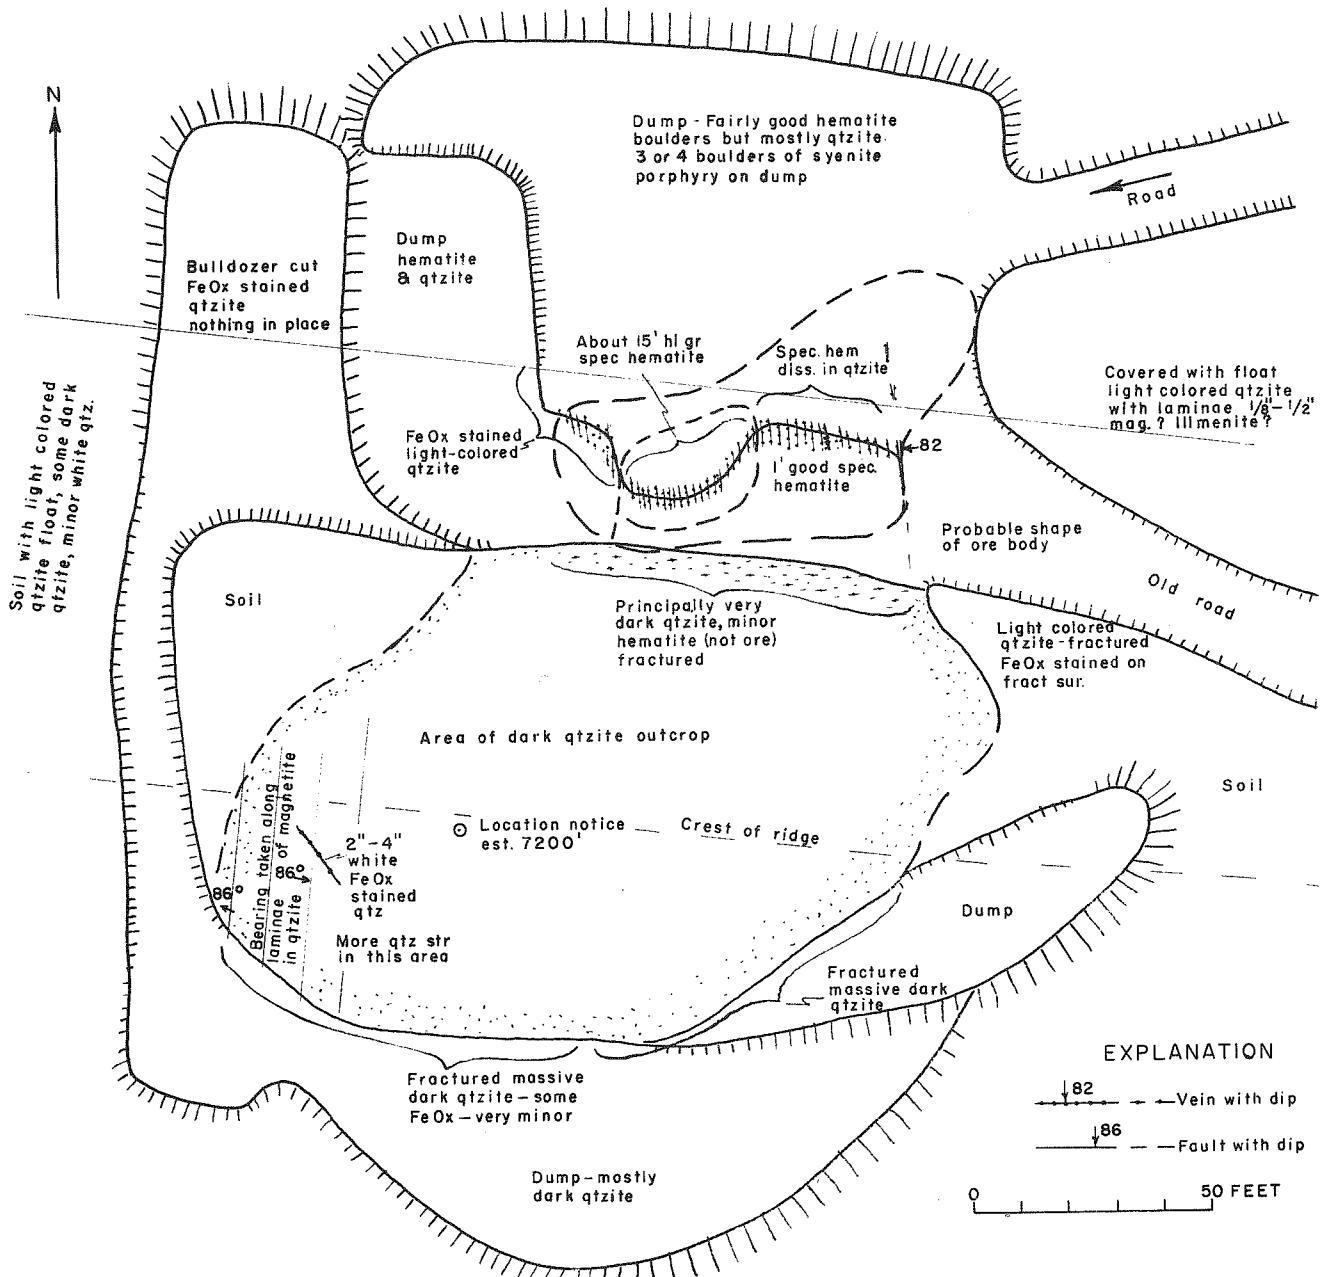 N
Dump - Fairly good hematite
boulders but mostly qtzite.
3 or 4 boulders of syenite
porphyry on dump
Road
Dump
hematite
& qtzite
Bulldozer cut
FeOx stained
qtzite
nothing in place
About 15' hi gr
spec hematite
Spec. hem
diss. in qtzite
Covered with float
light colored qtzite
with laminae 1/8"-1/2"
mag.? Illmenite?
Soil with light colored
qtzite float, some dark
qtzite, minor white qtz.
FeOx stained
light-colored
qtzite
82
1' good spec.
hematite
Probable shape
of ore body
Old road
Soil
Principally very
dark qtzite, minor
hematite (not ore)
fractured
Light colored
qtzite-fractured
FeOx stained on
fract sur.
Area of dark qtzite outcrop
Soil
Bearing taken along
laminae of magnetite
in qtzite
86°
86°
2"-4"
white
FeOx
stained
qtz
Location notice
est. 7200'
Crest of ridge
More qtz str
in this area
Dump
Fractured
massive dark
qtzite
Fractured massive
dark qtzite - some
FeOx - very minor
Dump - mostly
dark qtzite
EXPLANATION
82
Vein with dip
86
Fault with dip
0 50 FEET